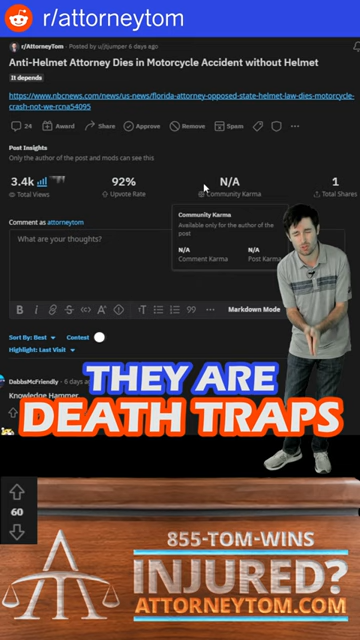 r/attorneytom
r/AttorneyTom · Posted by u/jjumper 6 days ago
Anti-Helmet Attorney Dies in Motorcycle Accident without Helmet
It depends
https://www.nbcnews.com/news/us-news/florida-attorney-opposed-state-helmet-law-dies-motorcycle-
crash-not-we-rcna54095
24 Award Share Approve Remove Spam
Post Insights
Only the author of the post and mods can see this
3.4k 92% N/A 1
Total Views Upvote Rate Community Karma Total Shares
Community Karma
Available only for the author of the
post
N/A N/A
Comment Karma Post Karma
Comment as attorneytom
What are your thoughts?
B i A T 99 Markdown Mode
Sort By: Best Contest
Highlight: Last Visit
THEY ARE
DEATH TRAPS
DabbsMcFriendly · 6 days
Knowledge Hammer
60
855-TOM-WINS
INJURED?
ATTORNEYTOM.COM